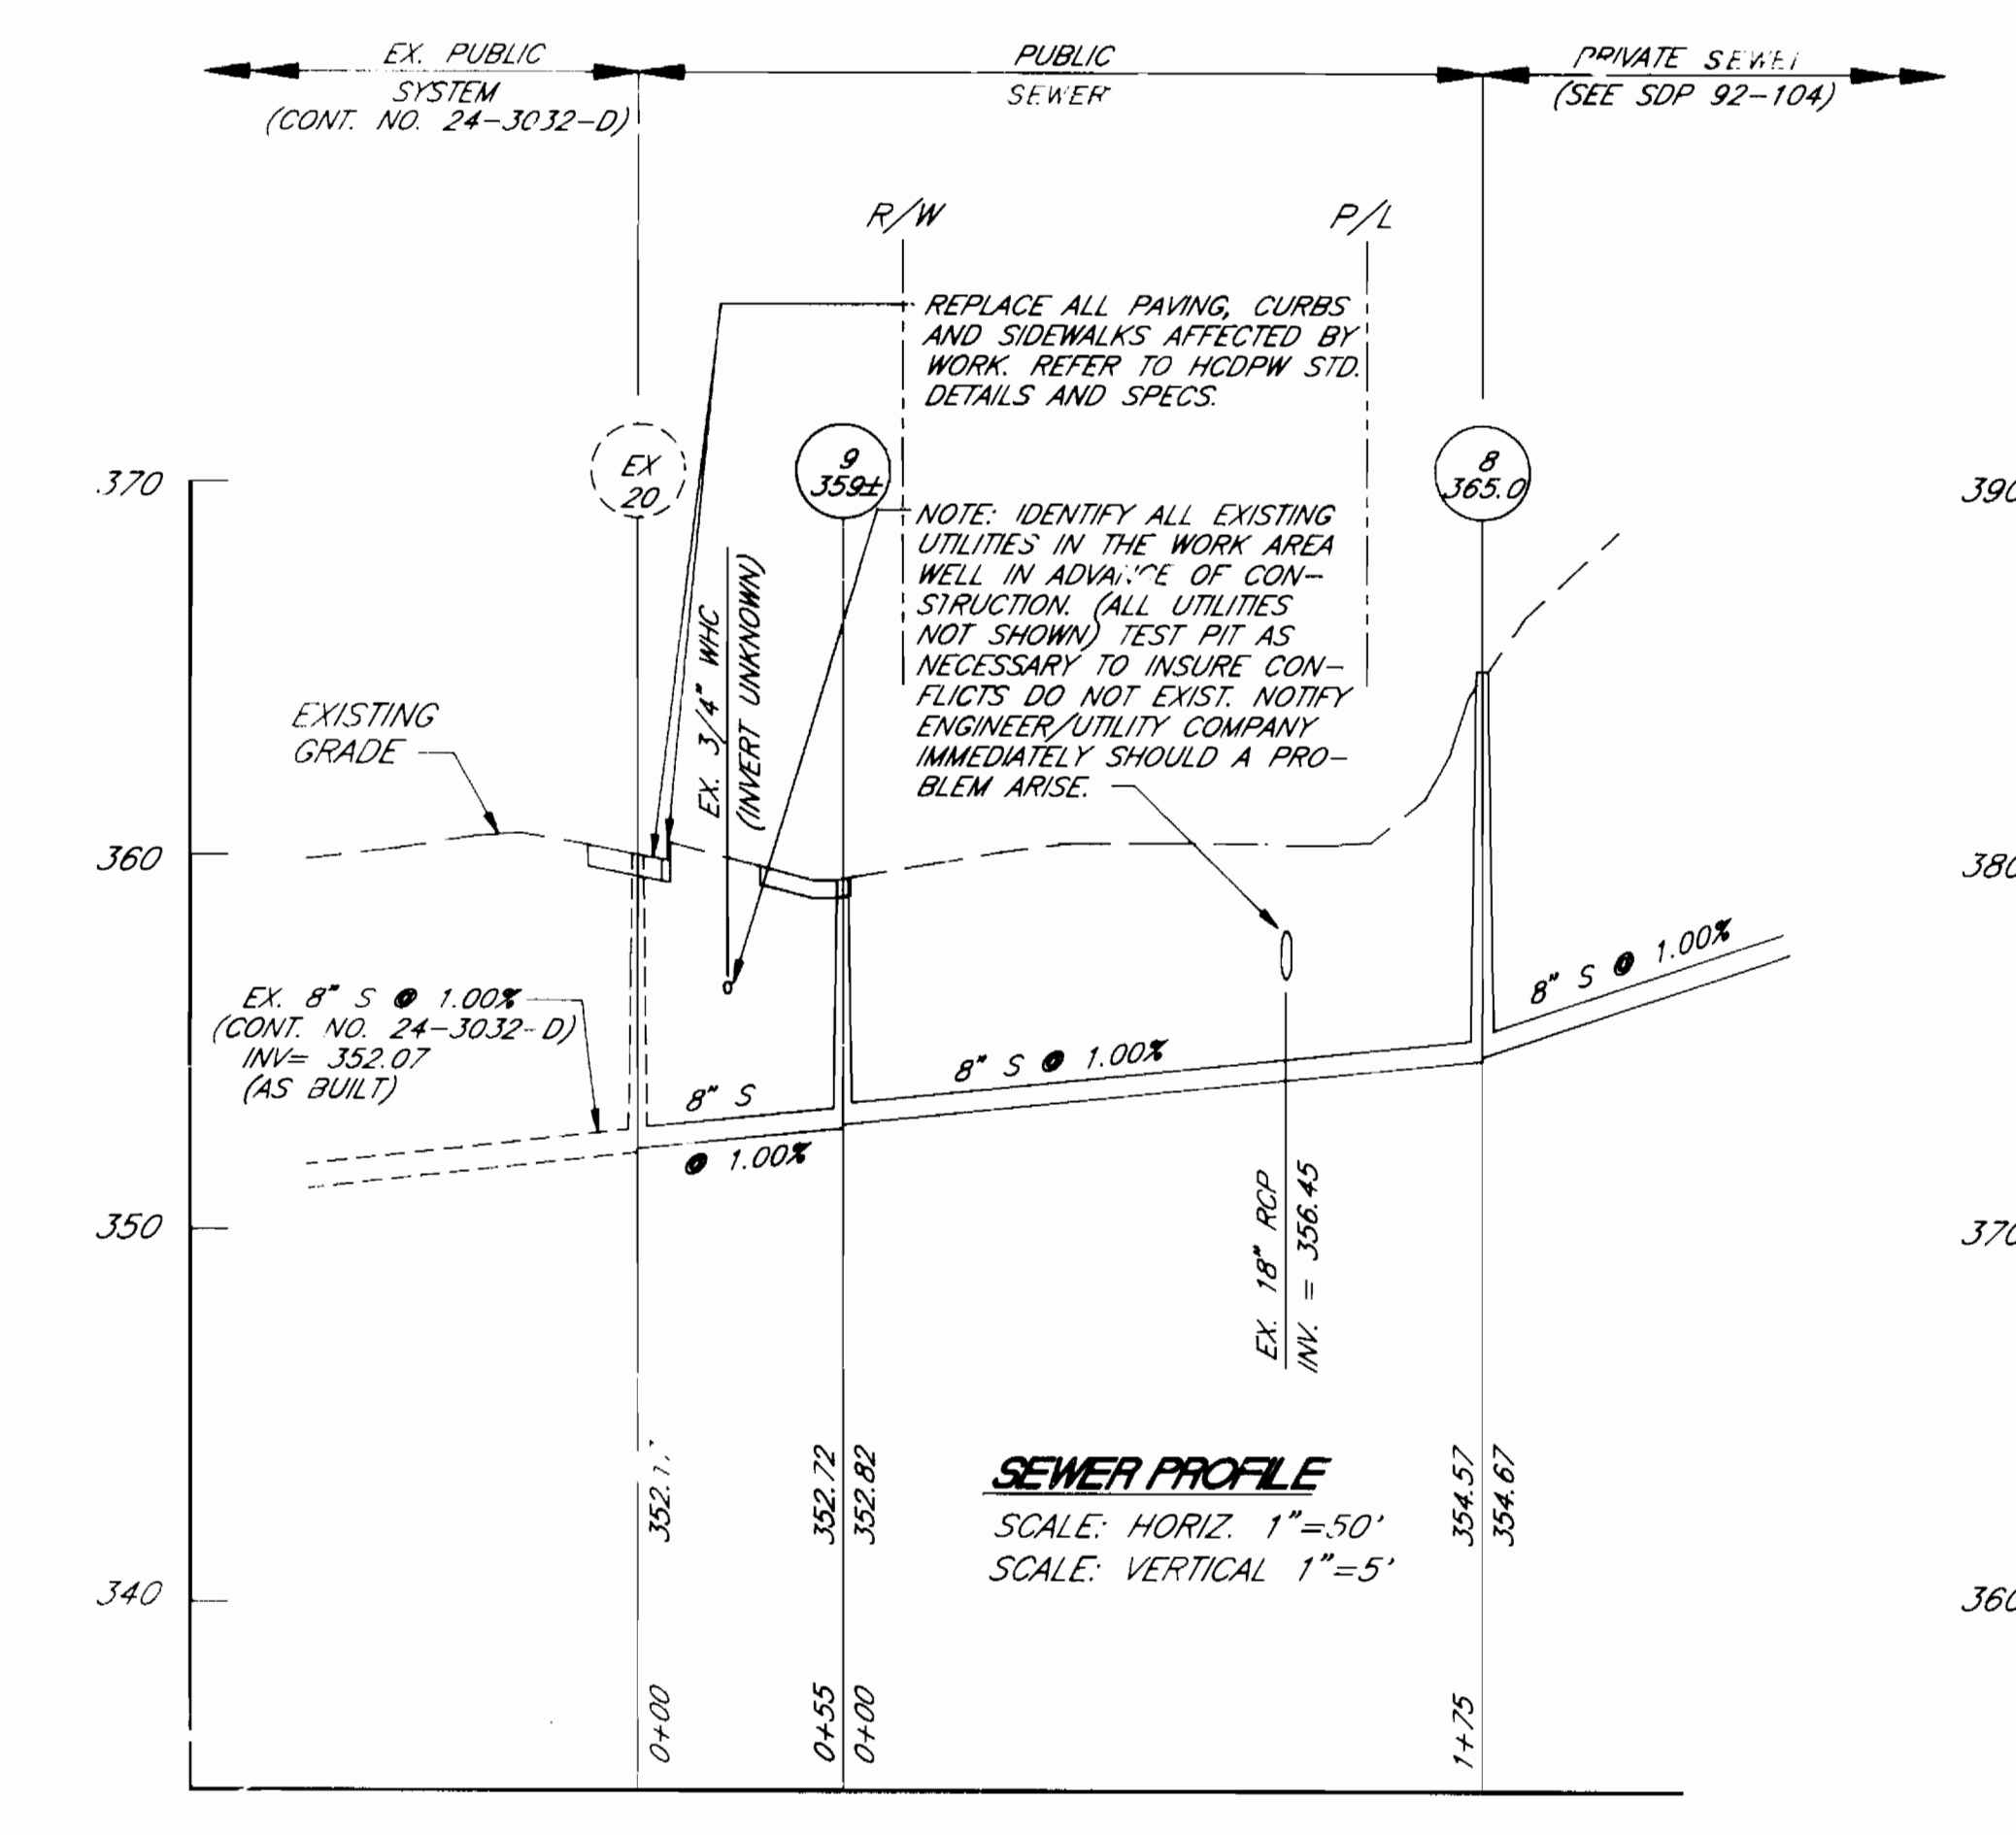 EX. PUBLIC
SYSTEM
(CONT. NO. 24-3032-D)
PUBLIC
SEWER
PRIVATE
(SEE SDP 92-104)
R/W
P/L
REPLACE ALL PAVING, CURBS
AND SIDEWALKS AFFECTED BY
WORK. REFER TO HCDPW STD.
DETAILS AND SPECS.
EX
20
9
359±
8
365.0
NOTE: IDENTIFY ALL EXISTING
UTILITIES IN THE WORK AREA
WELL IN ADVANCE OF CON-
STRUCTION. (ALL UTILITIES
NOT SHOWN) TEST PIT AS
NECESSARY TO INSURE CON-
FLICTS DO NOT EXIST. NOTIFY
ENGINEER/UTILITY COMPANY
IMMEDIATELY SHOULD A PRO-
BLEM ARISE.
370
360
350
340
EXISTING
GRADE
EX. 3/4" WHC
(INVERT UNKNOWN)
EX. 8" S @ 1.00%
(CONT. NO. 24-3032-D)
INV= 352.07
(AS BUILT)
8" S
@ 1.00%
8" S @ 1.00%
8" S @ 1.00%
EX. 18" RCP
INV. = 356.45
352.72
352.82
354.57
354.67
SEWER PROFILE
SCALE: HORIZ. 1"=50'
SCALE: VERTICAL 1"=5'
0+00
0+55
0+00
1+75